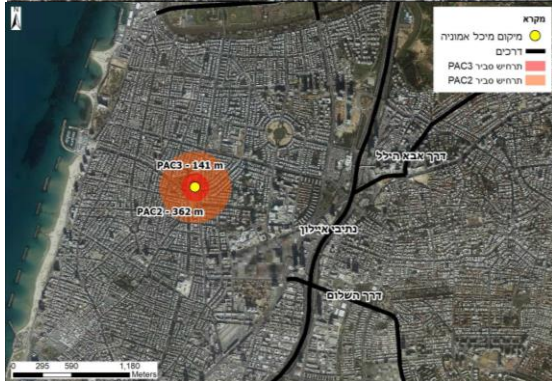 N
מקרא
מיקום מיכל אמוניה
דרכים
תרחיש סביר PAC3
תרחיש סביר PAC2
דרך אבא הילל
PAC3 - 141 m
PAC2 - 362 m
נתיבי איילון
דרך השלום
0 295 590 1,180
Meters